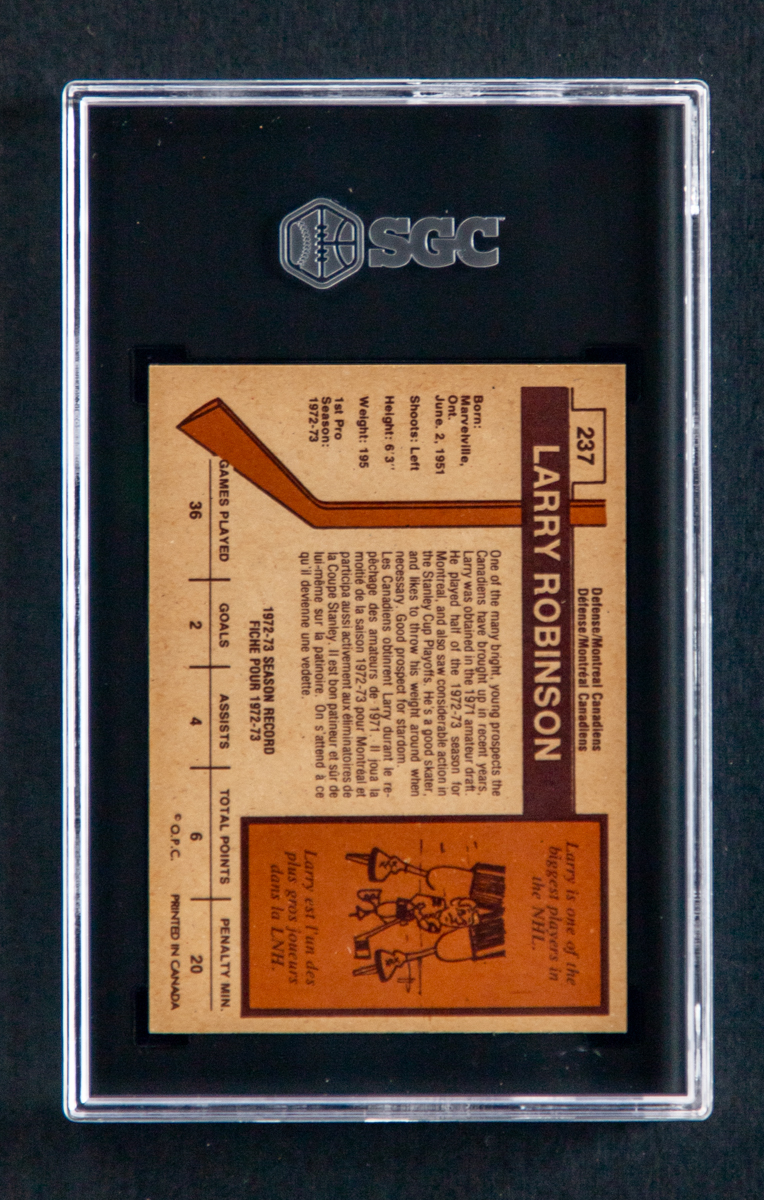 SGC
237
Defense/Montreal Canadiens
Défense/Montréal Canadiens
LARRY ROBINSON
Born:
Marvelville,
Ont.
June, 2, 1951
Shoots: Left
Height: 6'3"
Weight: 195
1st Pro
Season:
1972-73
One of the many bright, young prospects the
Canadiens have brought up in recent years,
Larry was obtained in the 1971 amateur draft.
He played half of the 1972-73 season for
Montreal, and also saw considerable action in
the Stanley Cup Playoffs. He's a good skater,
and likes to throw his weight around when
necessary. Good prospect for stardom.
Les Canadiens obtinrent Larry durant le re-
pêchage des amateurs de 1971. Il joua la
moitié de la saison 1972-73 pour Montréal et
participa aussi activement aux éliminatoires de
la Coupe Stanley. Il est bon patineur et sûr de
lui-même sur la patinoire. On s'attend à ce
qu'il devienne une vedette.
Larry is one of the
biggest players in
the NHL.
Larry est l'un des
plus gros joueurs
dans la LNH.
1972-73 SEASON RECORD
FICHE POUR 1972-73
GAMES PLAYED GOALS ASSISTS TOTAL POINTS PENALTY MIN.
36 2 4 6 20
© O.P.C. PRINTED IN CANADA